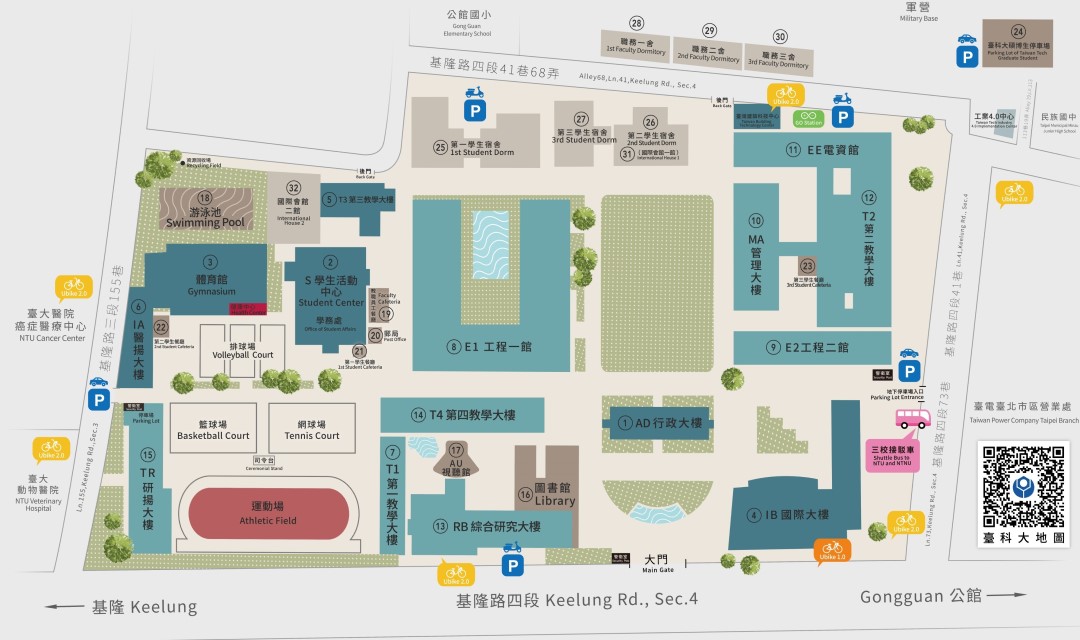 公館國小
Gong Guan
Elementary School
軍營
Military Base
28
職務一舍
1st Faculty Dormitory
29
職務二舍
2nd Faculty Dormitory
30
職務三舍
3rd Faculty Dormitory
24
臺科大碩博生停車場
Parking Lot of Taiwan Tech
Graduate Student
P
基隆路四段41巷68弄
Alley68,Ln.41,Keelung Rd., Sec.4
後門
Back Gate
Ubike 2.0
GO Station
P
工業4.0中心
民族國中
P
25
第一學生宿舍
1st Student Dorm
27
第三學生宿舍
3rd Student Dorm
26
第二學生宿舍
2nd Student Dorm
31
(國際會館一館)
International House 1
11 EE電資館
資源回收場
Recycling Field
後門
Back Gate
18
游泳池
Swimming Pool
32
國際會館
二館
International
House 2
5 T3 第三教學大樓
10
MA
管理大樓
12
T2
第二教學大樓
23
第三學生餐廳
3rd Student Cafeteria
Ubike 2.0
Ln.41,Keelung Rd., Sec.4
基隆路四段41巷
3
體育館
Gymnasium
2
S 學生活動
中心
Student Center
學務處
Office of Student Affairs
教職員工餐廳
Faculty
Cafeteria
19
20
郵局
Post Office
21
第一學生餐廳
1st Student Cafeteria
Ubike 2.0
臺大醫院
癌症醫療中心
NTU Cancer Center
基隆路三段155巷
6
IA
醫揚大樓
22
第二學生餐廳
2nd Student Cafeteria
排球場
Volleyball Court
8 E1 工程一館
9 E2工程二館
警衛室
P
地下停車場入口
Parking Lot Entrance
P
停車場
Parking Lot
籃球場
Basketball Court
網球場
Tennis Court
司令台
Ceremonial Stand
14 T4 第四教學大樓
1 AD 行政大樓
三校接駁車
Shuttle Bus to
NTU and NTNU
基隆路四段73巷
Ln.73,Keelung Rd., Sec.4
臺電臺北市區營業處
Taiwan Power Company Taipei Branch
臺科大地圖
Ubike 2.0
臺大
動物醫院
NTU Veterinary
Hospital
Ln.155,Keelung Rd., Sec.3
15
TR
研揚大樓
運動場
Athletic Field
7
T1
第一教學大樓
17
AU
視聽館
16
圖書館
Library
13 RB 綜合研究大樓
4 IB 國際大樓
Ubike 2.0
Ubike 1.0
Ubike 2.0
P
警衛室
大門
Main Gate
基隆 Keelung
基隆路四段 Keelung Rd., Sec.4
Gongguan 公館